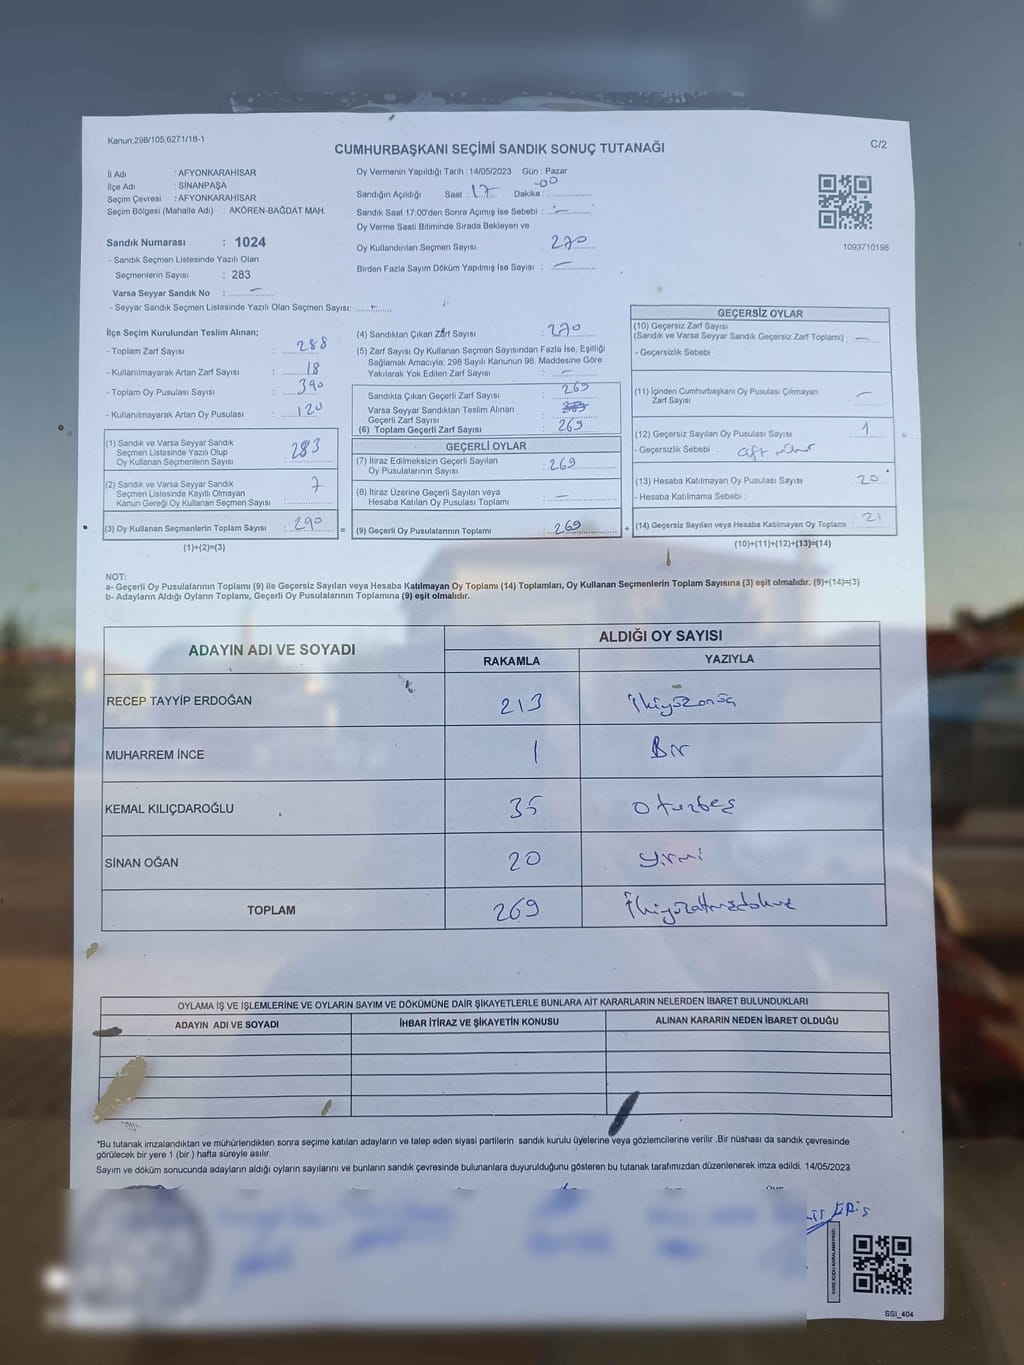 Kanun;298/105,6271/18-1
CUMHURBAŞKANI SEÇİMİ SANDIK SONUÇ TUTANAĞI
C/2
İl Adı : AFYONKARAHİSAR
İlçe Adı : SİNANPAŞA
Seçim Çevresi : AFYONKARAHİSAR
Seçim Bölgesi (Mahalle Adı) : AKÖREN-BAĞDAT MAH.
Sandık Numarası : 1024
- Sandık Seçmen Listesinde Yazılı Olan
Seçmenlerin Sayısı : 283
Varsa Seyyar Sandık No : –
- Seyyar Sandık Seçmen Listesinde Yazılı Olan Seçmen Sayısı:
Oy Vermenin Yapıldığı Tarih : 14/05/2023 Gün : Pazar
Sandığın Açıldığı Saat : 17 Dakika : 00
Sandık Saat 17:00'den Sonra Açımış İse Sebebi : –
Oy Verme Saati Bitiminde Sırada Bekleyen ve
Oy Kullandırılan Seçmen Sayısı : 270
Birden Fazla Sayım Döküm Yapılmış İse Sayısı : –
1093710198
İlçe Seçim Kurulundan Teslim Alınan;
- Toplam Zarf Sayısı : 288
- Kullanılmayarak Artan Zarf Sayısı : 18
- Toplam Oy Pusulası Sayısı : 390
- Kullanılmayarak Artan Oy Pusulası : 120
(1) Sandık ve Varsa Seyyar Sandık
Seçmen Listesinde Yazılı Olup
Oy Kullanan Seçmenlerin Sayısı : 283
(2) Sandık ve Varsa Seyyar Sandık
Seçmen Listesinde Kayıtlı Olmayan
Kanun Gereği Oy Kullanan Seçmen Sayısı : 7
(3) Oy Kullanan Seçmenlerin Toplam Sayısı : 290 =
(1)+(2)=(3)
(4) Sandıktan Çıkan Zarf Sayısı : 270
(5) Zarf Sayısı Oy Kullanan Seçmen Sayısından Fazla İse, Eşitliği
Sağlamak Amacıyla; 298 Sayılı Kanunun 98. Maddesine Göre
Yakılarak Yok Edilen Zarf Sayısı : –
Sandıkta Çıkan Geçerli Zarf Sayısı : 269
Varsa Seyyar Sandıktan Teslim Alınan
Geçerli Zarf Sayısı :
(6) Toplam Geçerli Zarf Sayısı : 269
GEÇERLİ OYLAR
(7) İtiraz Edilmeksizin Geçerli Sayılan
Oy Pusulalarının Sayısı : 269
(8) İtiraz Üzerine Geçerli Sayılan veya
Hesaba Katılan Oy Pusulası Toplamı : –
(9) Geçerli Oy Pusulalarının Toplamı : 269 +
GEÇERSİZ OYLAR
(10) Geçersiz Zarf Sayısı
(Sandık ve Varsa Seyyar Sandık Geçersiz Zarf Toplamı) : –
- Geçersizlik Sebebi :
(11) İçinden Cumhurbaşkanı Oy Pusulası Çıkmayan
Zarf Sayısı –
(12) Geçersiz Sayılan Oy Pusulası Sayısı : 1
- Geçersizlik Sebebi :
(13) Hesaba Katılmayan Oy Pusulası Sayısı : 20
- Hesaba Katılmama Sebebi :
(14) Geçersiz Sayılan veya Hesaba Katılmayan Oy Toplamı : 21
(10)+(11)+(12)+(13)=(14)
NOT:
a- Geçerli Oy Pusulalarının Toplamı (9) ile Geçersiz Sayılan veya Hesaba Katılmayan Oy Toplamı (14) Toplamları, Oy Kullanan Seçmenlerin Toplam Sayısına (3) eşit olmalıdır. (9)+(14)=(3)
b- Adayların Aldığı Oyların Toplamı, Geçerli Oy Pusulalarının Toplamına (9) eşit olmalıdır.
ADAYIN ADI VE SOYADI
ALDIĞI OY SAYISI
RAKAMLA YAZIYLA
RECEP TAYYİP ERDOĞAN 213 İkiyüzonüç
MUHARREM İNCE 1 Bir
KEMAL KILIÇDAROĞLU 35 Otuzbeş
SİNAN OĞAN 20 Yirmi
TOPLAM 269 İkiyüzaltmışdokuz
OYLAMA İŞ VE İŞLEMLERİNE VE OYLARIN SAYIM VE DÖKÜMÜNE DAİR ŞİKAYETLERLE BUNLARA AİT KARARLARIN NELERDEN İBARET BULUNDUKLARI
ADAYIN ADI VE SOYADI İHBAR İTİRAZ VE ŞİKAYETİN KONUSU ALINAN KARARIN NEDEN İBARET OLDUĞU
*Bu tutanak imzalandıktan ve mühürlendikten sonra seçime katılan adayların ve talep eden siyasi partilerin sandık kurulu üyelerine veya gözlemcilerine verilir .Bir nüshası da sandık çevresinde
görülecek bir yere 1 (bir ) hafta süreyle asılır.
Sayım ve döküm sonucunda adayların aldığı oyların sayılarını ve bunların sandık çevresinde bulunanlara duyurulduğunu gösteren bu tutanak tarafımızdan düzenlenerek imza edildi. 14/05/2023
KARE KODU KARALAMAYINIZ!
SSI_404